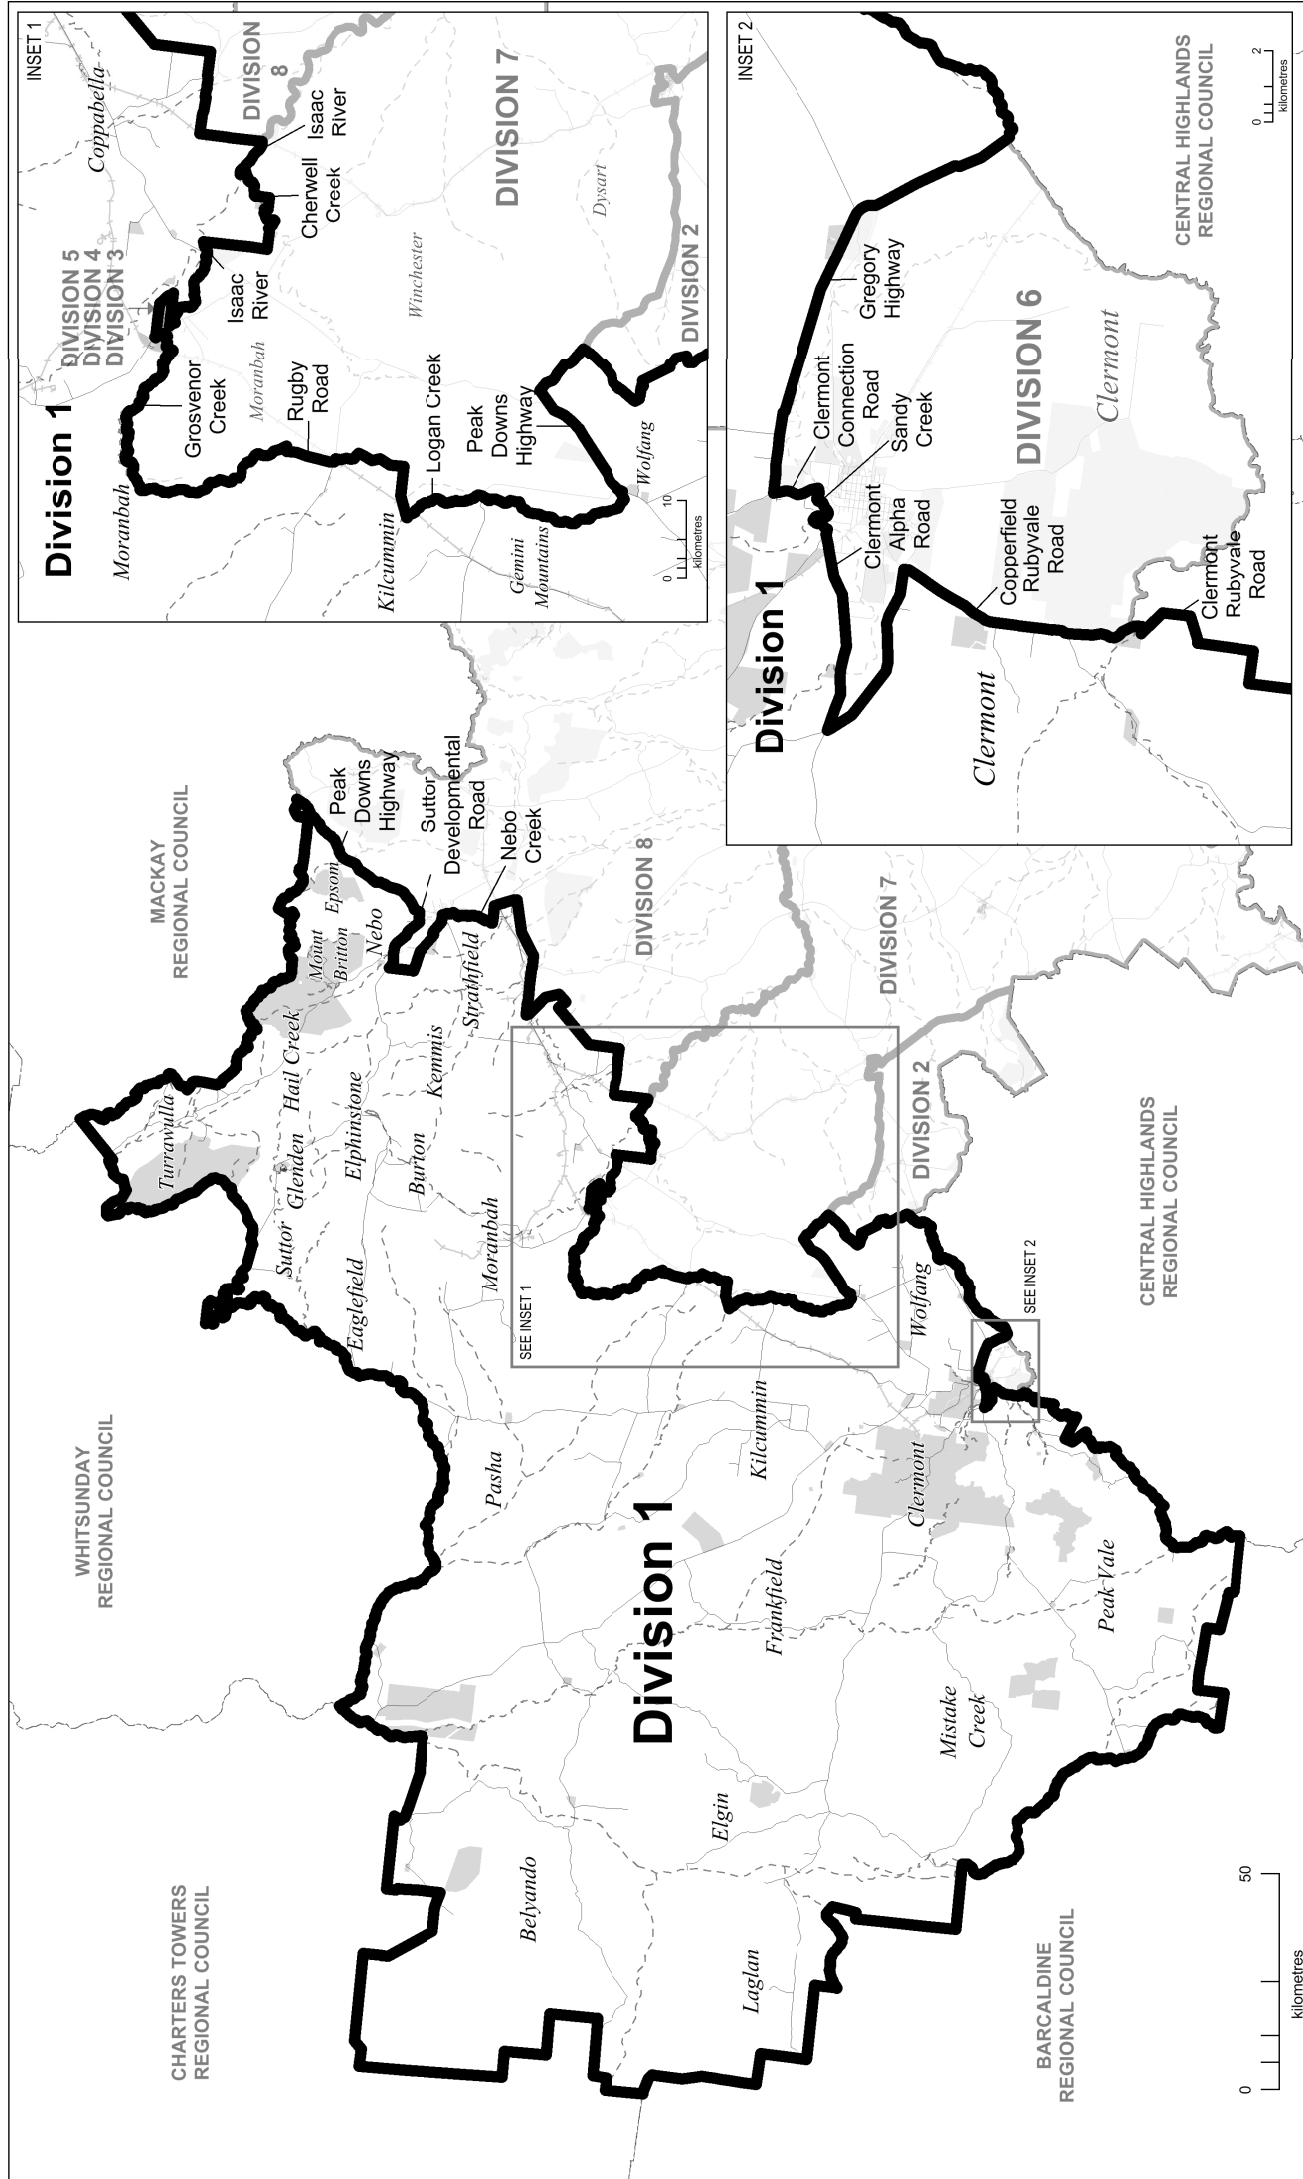 CHARTERS TOWERS
REGIONAL COUNCIL
WHITSUNDAY
REGIONAL COUNCIL
MACKAY
REGIONAL COUNCIL
Turrawulla
Hail Creek
Mount
Britton
Epsom
Nebo
Peak
Downs
Highway
Suttor
Developmental
Road
Nebo
Creek
Suttor
Glenden
Elphinstone
Eaglefield
Burton
Kemmis
Strathfield
Moranbah
Pasha
Belyando
Division 1
Kilcummin
Frankfield
Elgin
Laglan
Clermont
Wolfang
Mistake
Creek
Peak Vale
DIVISION 8
DIVISION 7
DIVISION 2
SEE INSET 1
SEE INSET 2
BARCALDINE
REGIONAL COUNCIL
CENTRAL HIGHLANDS
REGIONAL COUNCIL
0
50
kilometres
INSET 1
Division 1
DIVISION 5
DIVISION 4
DIVISION 3
Coppabella
DIVISION
8
Moranbah
Grosvenor
Creek
Isaac
River
Cherwell
Creek
Isaac
River
Moranbah
Rugby
Road
Winchester
DIVISION 7
Kilcummin
Logan Creek
Peak
Downs
Highway
Dysart
Gemini
Mountains
Wolfang
DIVISION 2
0
10
kilometres
INSET 2
Division 1
Clermont
Connection
Road
Sandy
Creek
Gregory
Highway
Clermont
Alpha
Road
Copperfield
Rubyvale
Road
DIVISION 6
Clermont
Clermont
Clermont
Rubyvale
Road
CENTRAL HIGHLANDS
REGIONAL COUNCIL
0
2
kilometres